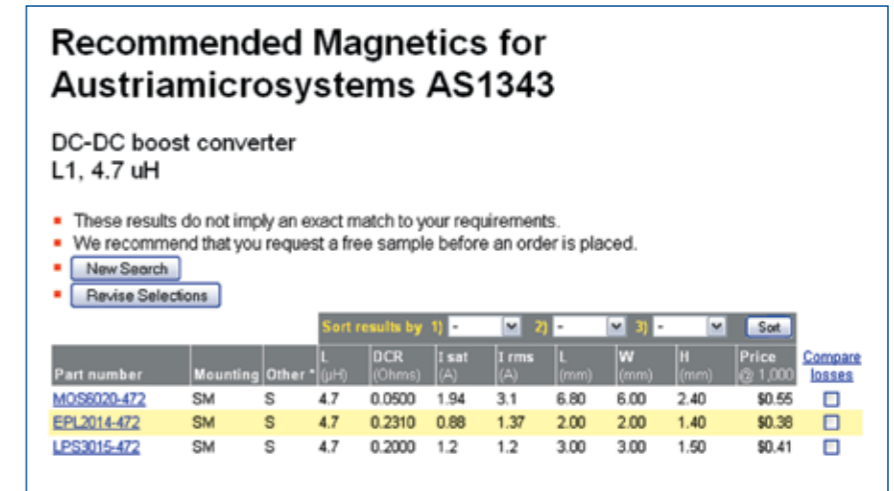 Recommended Magnetics for
Austriamicrosystems AS1343
DC-DC boost converter
L1, 4.7 uH
These results do not imply an exact match to your requirements.
We recommend that you request a free sample before an order is placed.
New Search
Revise Selections
Sort results by 1) - 2) - 3) - Sort
Part number Mounting Other * L (µH) DCR (Ohms) I sat (A) I rms (A) L (mm) W (mm) H (mm) Price @ 1,000 Compare losses
MOS6020-472 SM S 4.7 0.0500 1.94 3.1 6.80 6.00 2.40 $0.55
EPL2014-472 SM S 4.7 0.2310 0.88 1.37 2.00 2.00 1.40 $0.38
LPS3015-472 SM S 4.7 0.2000 1.2 1.2 3.00 3.00 1.50 $0.41